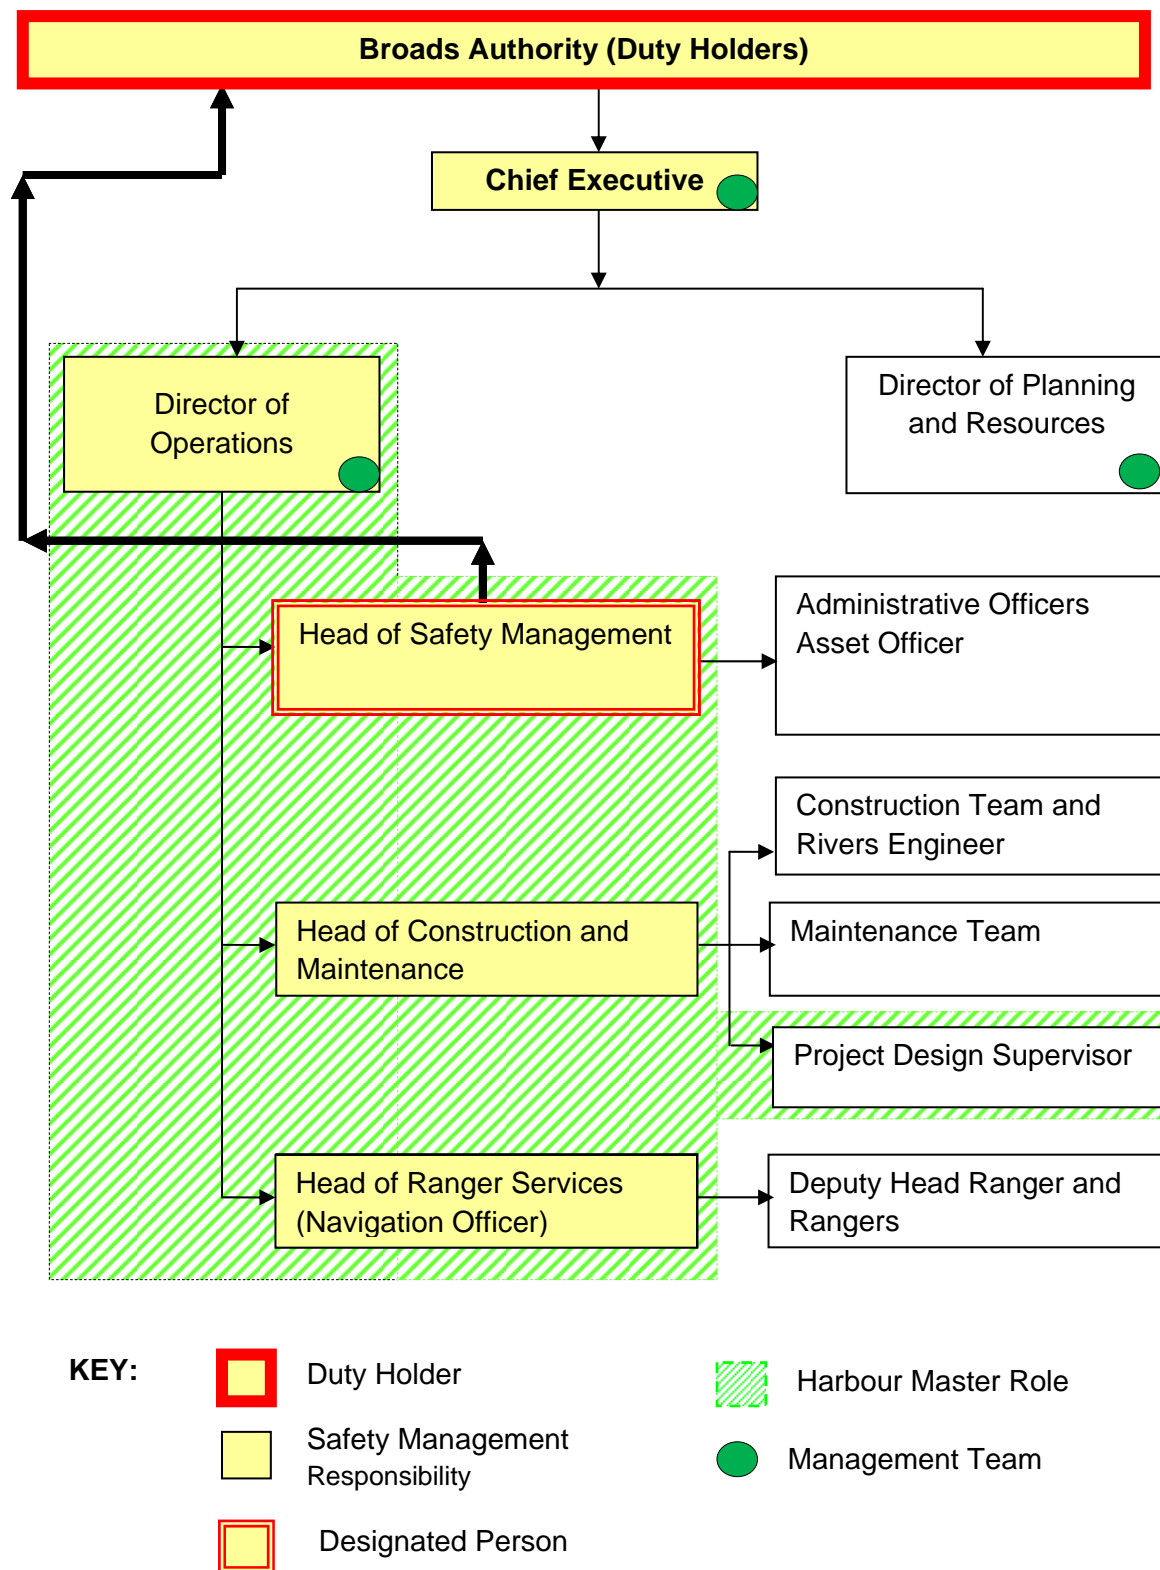 Broads Authority (Duty Holders)
Chief Executive
Director of
Operations
Director of Planning
and Resources
Head of Safety Management
Administrative Officers
Asset Officer
Construction Team and
Rivers Engineer
Head of Construction and
Maintenance
Maintenance Team
Project Design Supervisor
Head of Ranger Services
(Navigation Officer)
Deputy Head Ranger and
Rangers
KEY:
Duty Holder
Harbour Master Role
Safety Management
Responsibility
Management Team
Designated Person